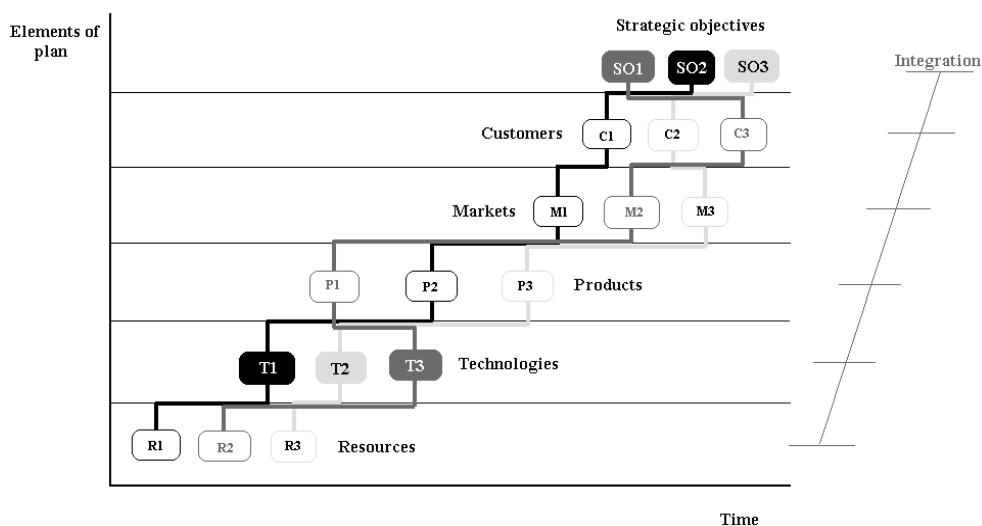 Elements of
plan
Strategic objectives
SO1 SO2 SO3
Integration
Customers C1 C2 C3
Markets M1 M2 M3
P1 P2 P3 Products
T1 T2 T3 Technologies
R1 R2 R3 Resources
Time